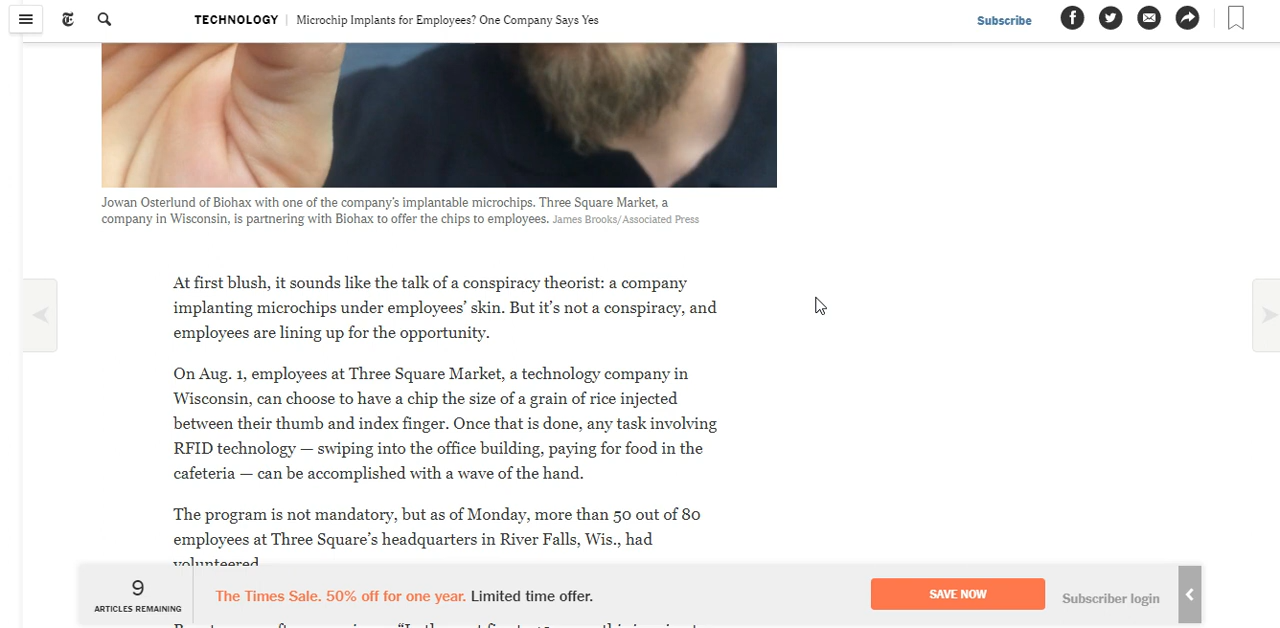 TECHNOLOGY | Microchip Implants for Employees? One Company Says Yes
Subscribe
Jowan Osterlund of Biohax with one of the company's implantable microchips. Three Square Market, a
company in Wisconsin, is partnering with Biohax to offer the chips to employees. James Brooks/Associated Press
At first blush, it sounds like the talk of a conspiracy theorist: a company
implanting microchips under employees' skin. But it's not a conspiracy, and
employees are lining up for the opportunity.
On Aug. 1, employees at Three Square Market, a technology company in
Wisconsin, can choose to have a chip the size of a grain of rice injected
between their thumb and index finger. Once that is done, any task involving
RFID technology — swiping into the office building, paying for food in the
cafeteria — can be accomplished with a wave of the hand.
The program is not mandatory, but as of Monday, more than 50 out of 80
employees at Three Square's headquarters in River Falls, Wis., had
volunteered.
9
ARTICLES REMAINING
The Times Sale. 50% off for one year. Limited time offer.
SAVE NOW
Subscriber login